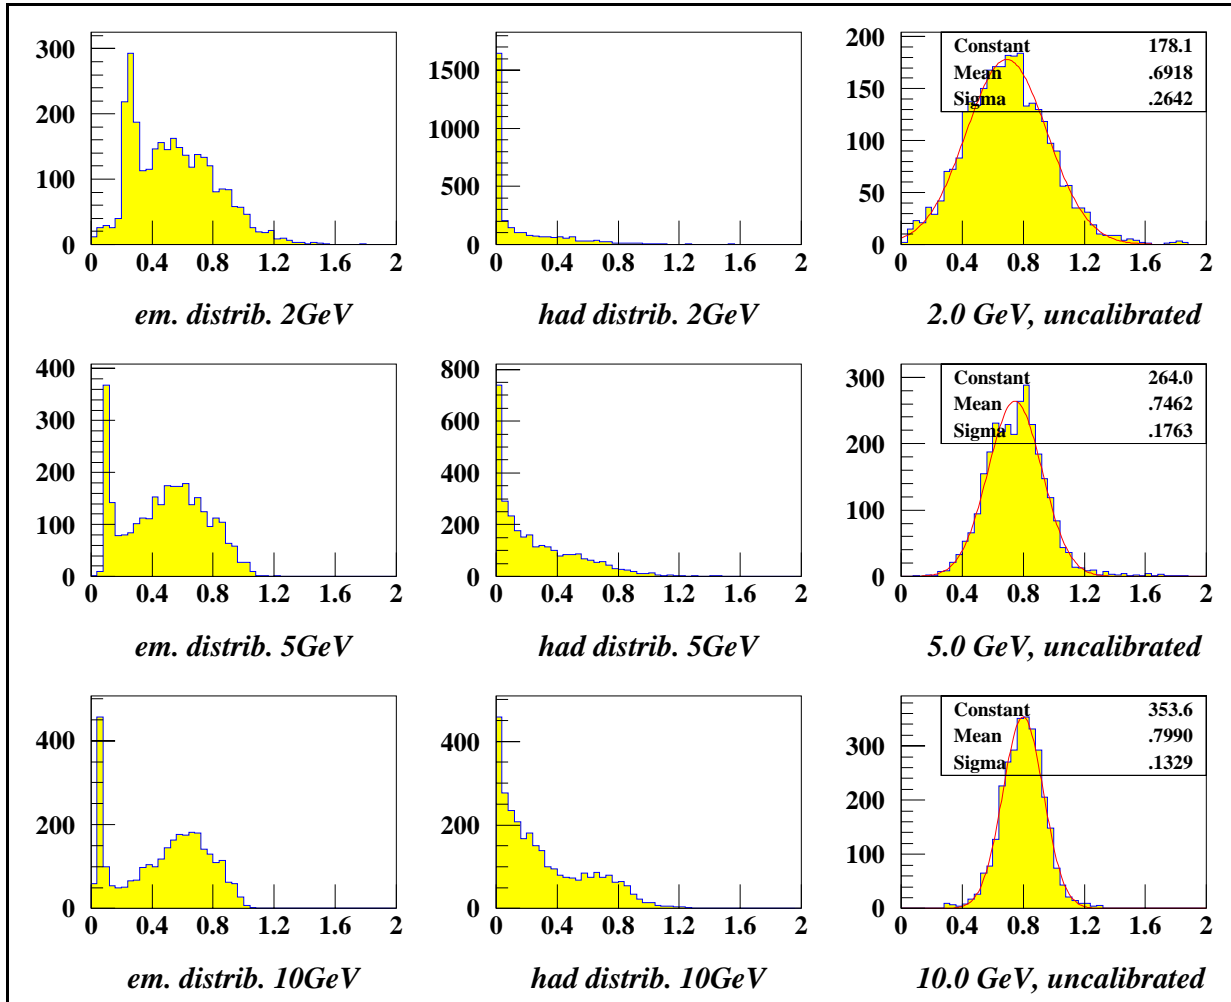 300
200
100
0
0 0.4 0.8 1.2 1.6 2
em. distrib. 2GeV
1500
1000
500
0
0 0.4 0.8 1.2 1.6 2
had distrib. 2GeV
200
150
100
50
0
Constant 178.1
Mean .6918
Sigma .2642
0 0.4 0.8 1.2 1.6 2
2.0 GeV, uncalibrated
400
300
200
100
0
0 0.4 0.8 1.2 1.6 2
em. distrib. 5GeV
800
600
400
200
0
0 0.4 0.8 1.2 1.6 2
had distrib. 5GeV
300
200
100
0
Constant 264.0
Mean .7462
Sigma .1763
0 0.4 0.8 1.2 1.6 2
5.0 GeV, uncalibrated
400
200
0
0 0.4 0.8 1.2 1.6 2
em. distrib. 10GeV
400
200
0
0 0.4 0.8 1.2 1.6 2
had distrib. 10GeV
300
200
100
0
Constant 353.6
Mean .7990
Sigma .1329
0 0.4 0.8 1.2 1.6 2
10.0 GeV, uncalibrated